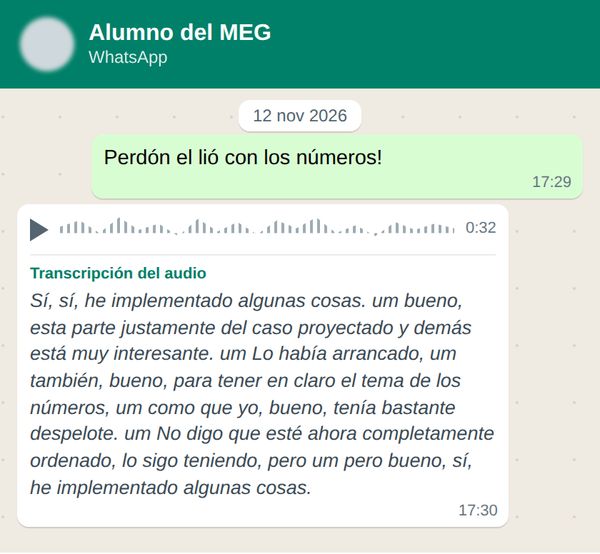 Alumno del MEG
WhatsApp
12 nov 2026
Perdón el lió con los números!
17:29
0:32
Transcripción del audio
Sí, sí, he implementado algunas cosas. um bueno,
esta parte justamente del caso proyectado y demás
está muy interesante. um Lo había arrancado, um
también, bueno, para tener en claro el tema de los
números, um como que yo, bueno, tenía bastante
despelote. um No digo que esté ahora completamente
ordenado, lo sigo teniendo, pero um pero bueno, sí,
he implementado algunas cosas.
17:30